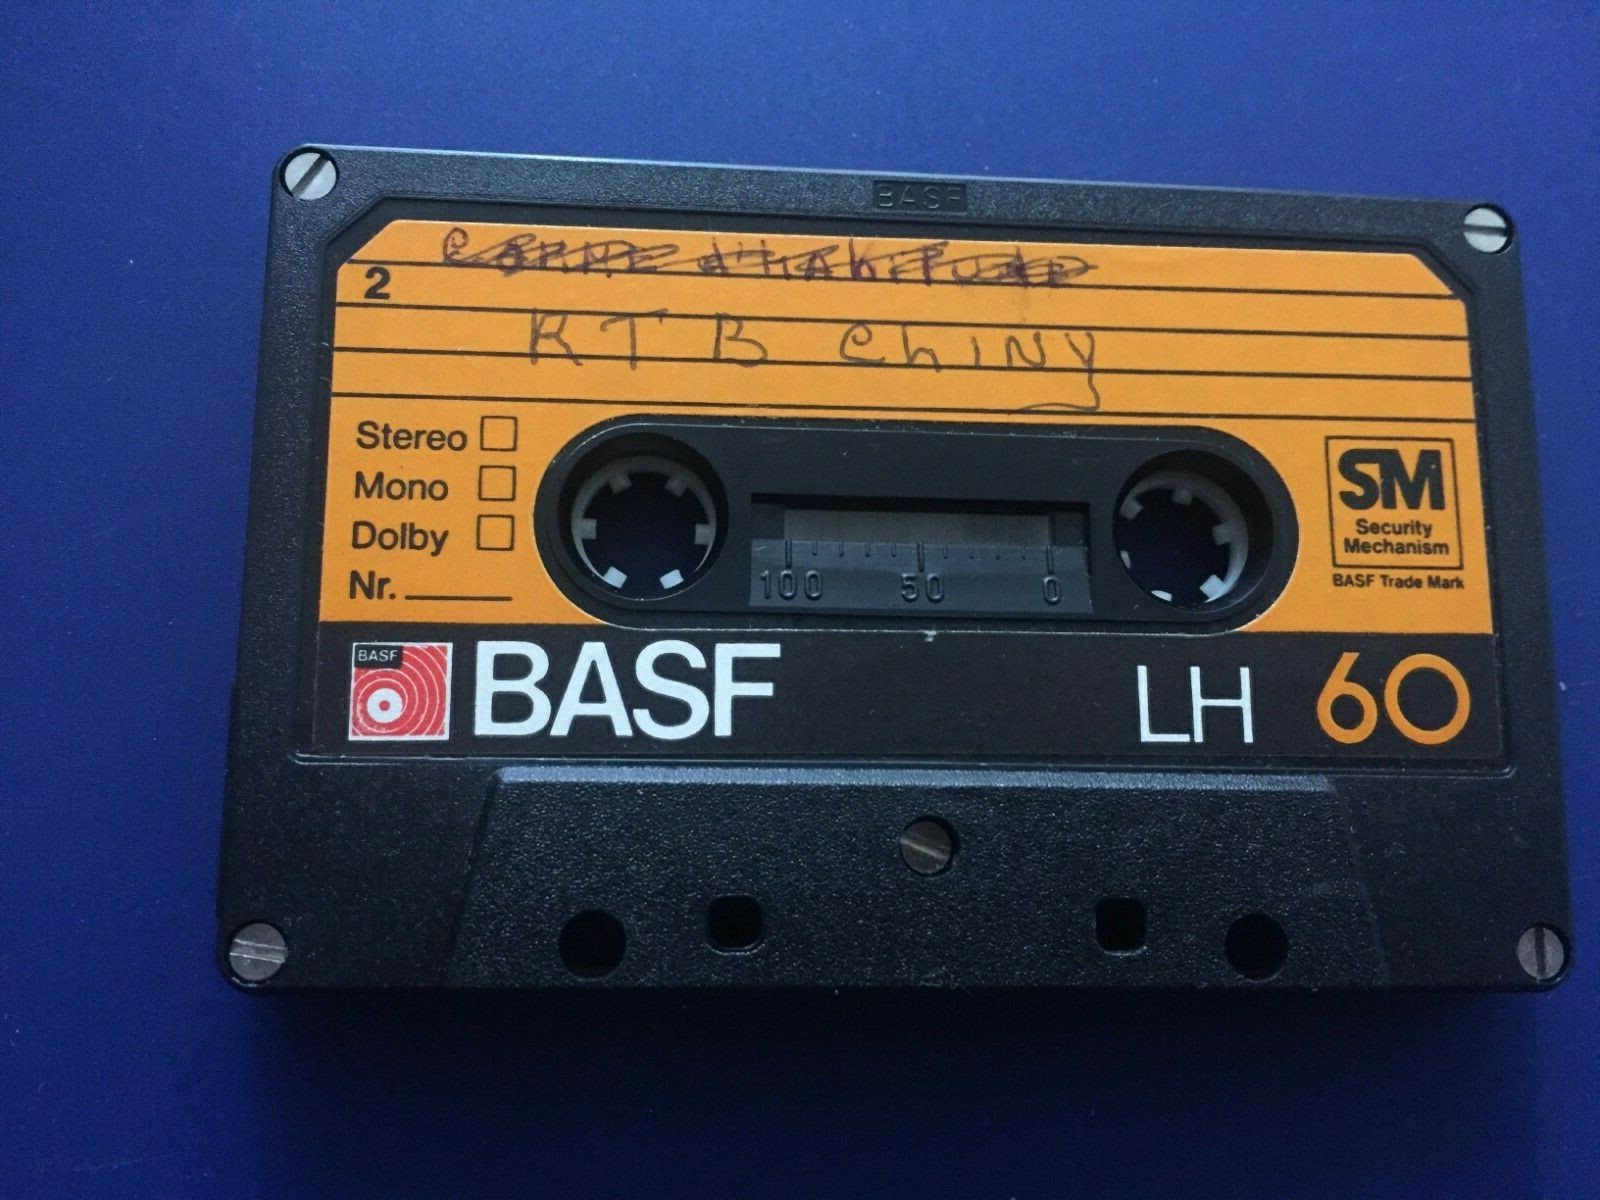 BASF
2
KTB Chiny
Stereo
Mono
Dolby
Nr.
100 50 0
SM
Security
Mechanism
BASF Trade Mark
BASF
BASF
LH 60